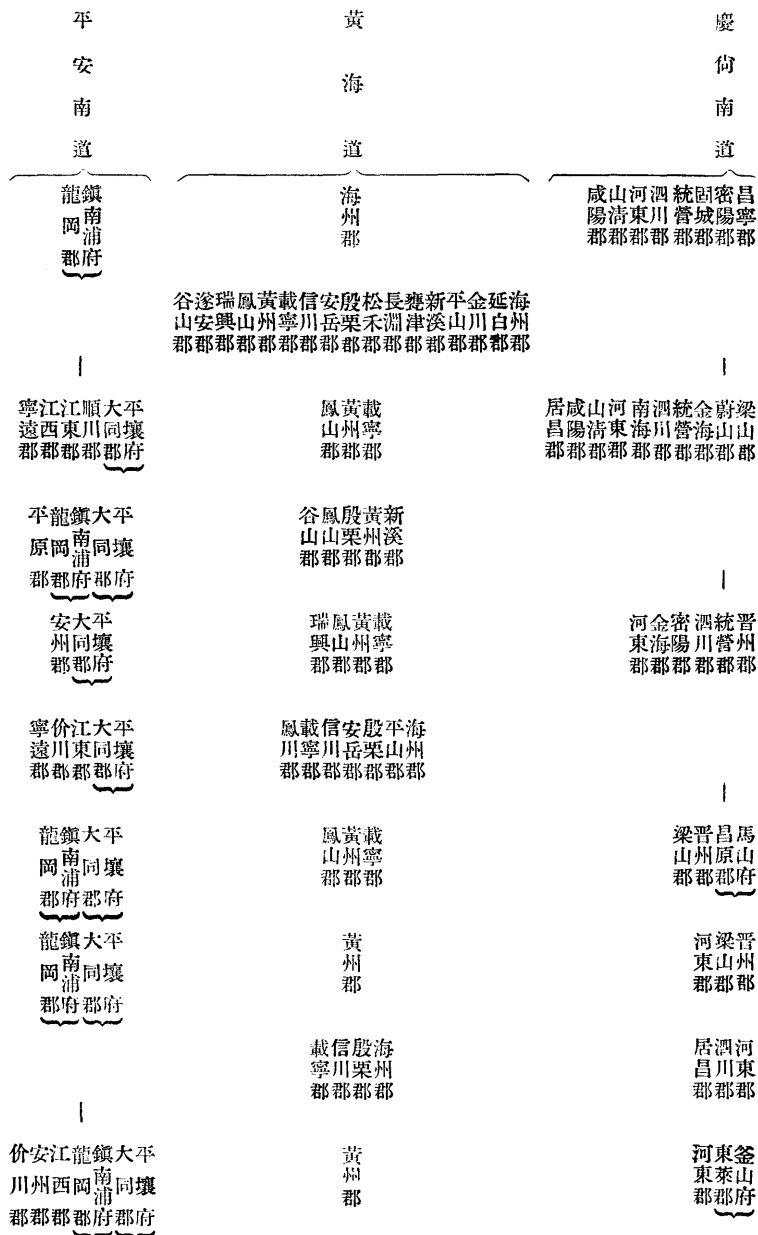 慶尙南道
昌寧郡
密陽郡
固城郡
統營郡
泗川郡
河東郡
山淸郡
咸陽郡
—
梁山郡
蔚山郡
金海郡
統營郡
泗川郡
南海郡
河東郡
山淸郡
咸陽郡
居昌郡
—
晋州郡
統營郡
泗川郡
密陽郡
金海郡
河東郡
—
馬山府
昌原郡
晋州郡
梁山郡
晋州郡
梁山郡
河東郡
河東郡
泗川郡
居昌郡
釜山府
東萊郡
河東郡
黃海道
海州郡
海州郡
延白郡
金川郡
平山郡
新溪郡
甕津郡
長淵郡
松禾郡
殷栗郡
安岳郡
信川郡
載寧郡
黃州郡
鳳山郡
瑞興郡
遂安郡
谷山郡
載寧郡
黃州郡
鳳山郡
新溪郡
黃州郡
殷栗郡
鳳山郡
谷山郡
載寧郡
黃州郡
鳳山郡
瑞興郡
海州郡
平山郡
殷栗郡
安岳郡
信川郡
載寧郡
鳳川郡
載寧郡
黃州郡
鳳山郡
黃州郡
海州郡
殷栗郡
信川郡
載寧郡
黃州郡
平安南道
鎭南浦府
龍岡郡
—
平壤府
大同郡
順川郡
江東郡
江西郡
寧遠郡
平壤府
大同郡
鎭南浦府
龍岡郡
平原郡
平壤府
大同郡
安州郡
平壤府
大同郡
江東郡
价川郡
寧遠郡
平壤府
大同郡
鎭南浦府
龍岡郡
平壤府
大同郡
鎭南浦府
龍岡郡
—
平壤府
大同郡
鎭南浦府
龍岡郡
江西郡
安州郡
价川郡